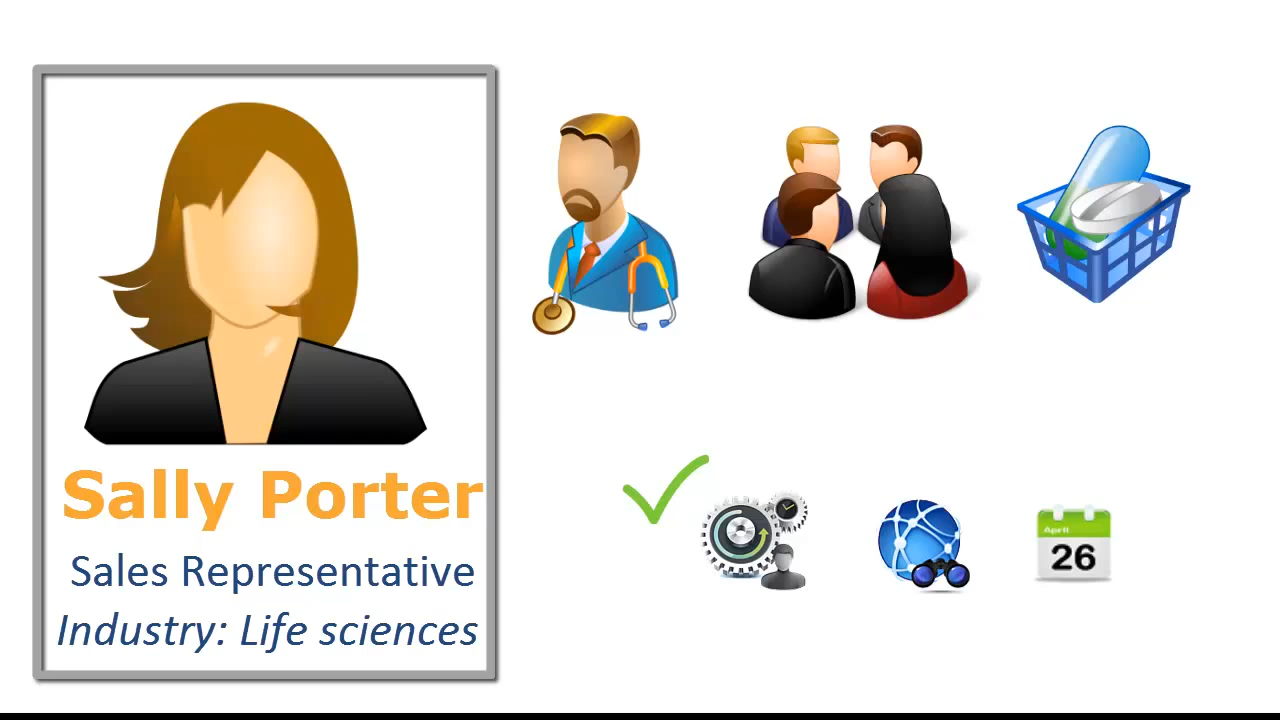 Sally Porter
Sales Representative
Industry: Life sciences
April
26